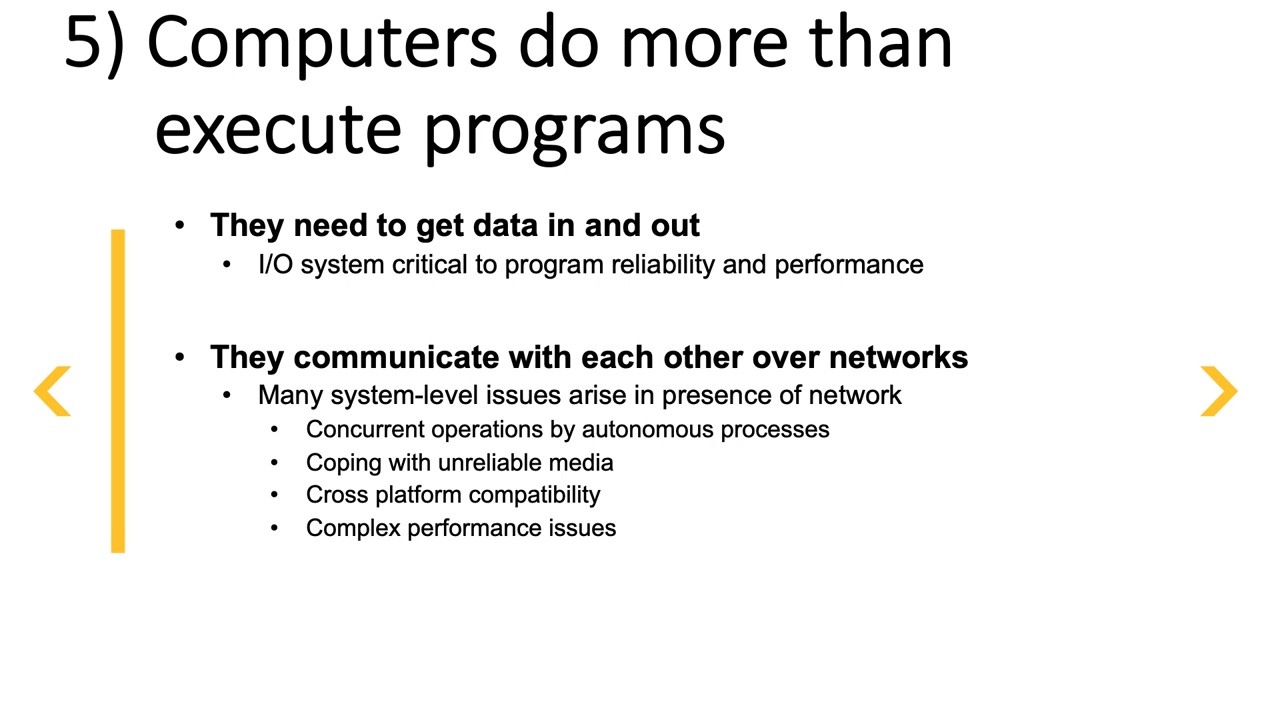 5) Computers do more than
execute programs
• They need to get data in and out
• I/O system critical to program reliability and performance
• They communicate with each other over networks
• Many system-level issues arise in presence of network
• Concurrent operations by autonomous processes
• Coping with unreliable media
• Cross platform compatibility
• Complex performance issues